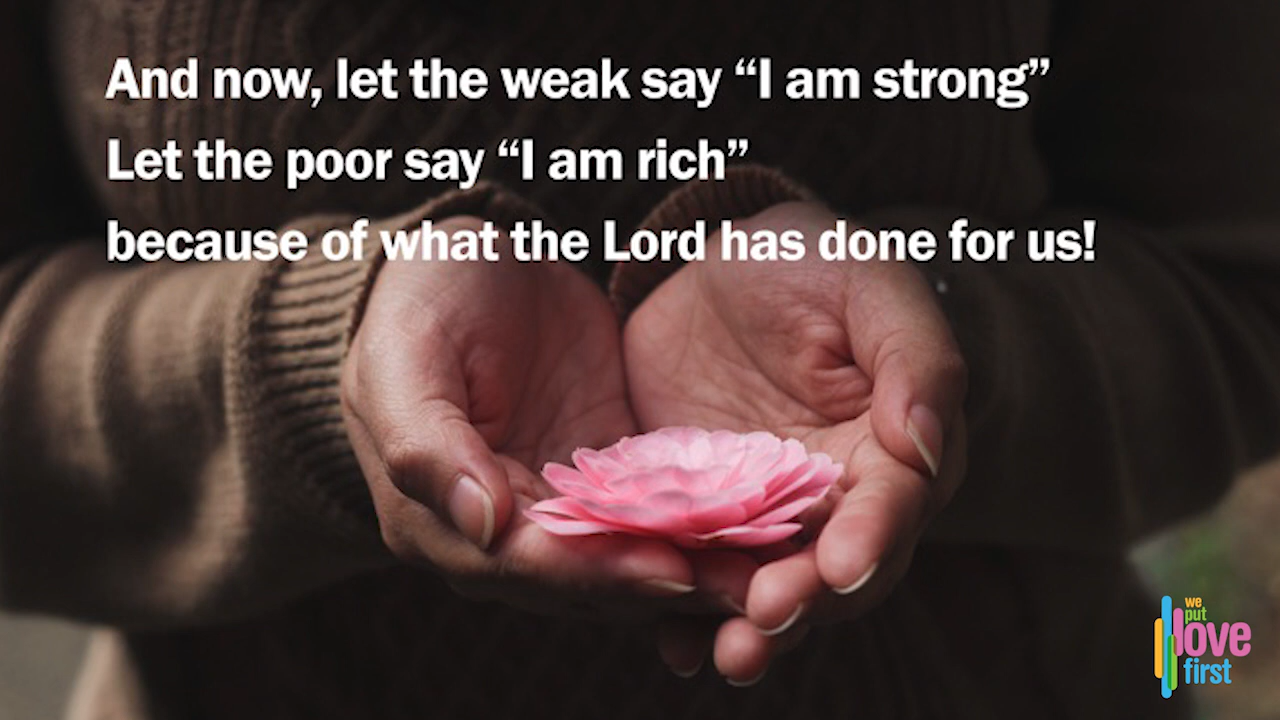 And now, let the weak say “I am strong”
Let the poor say “I am rich”
because of what the Lord has done for us!
we
put
love
first